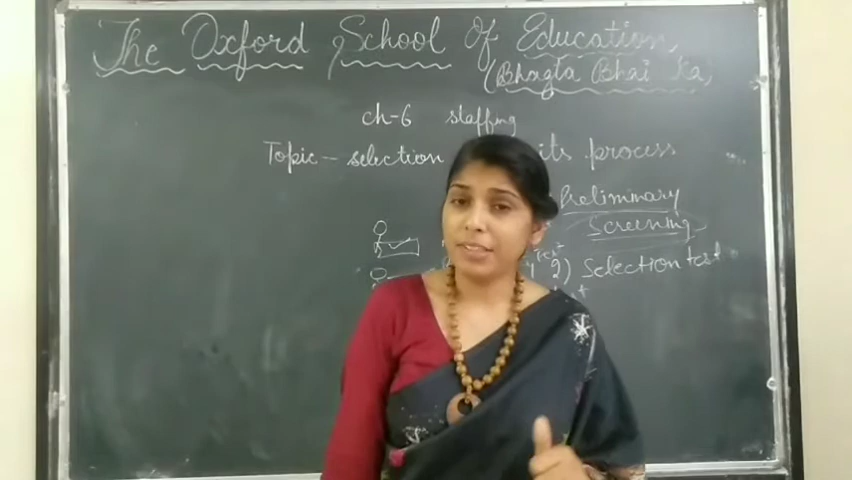 The Oxford School Of Education,
(Bhagta Bhai Ka)
ch-6 staffing
Topic - selection its process
Preliminary
Screening
Test
2) Selection test